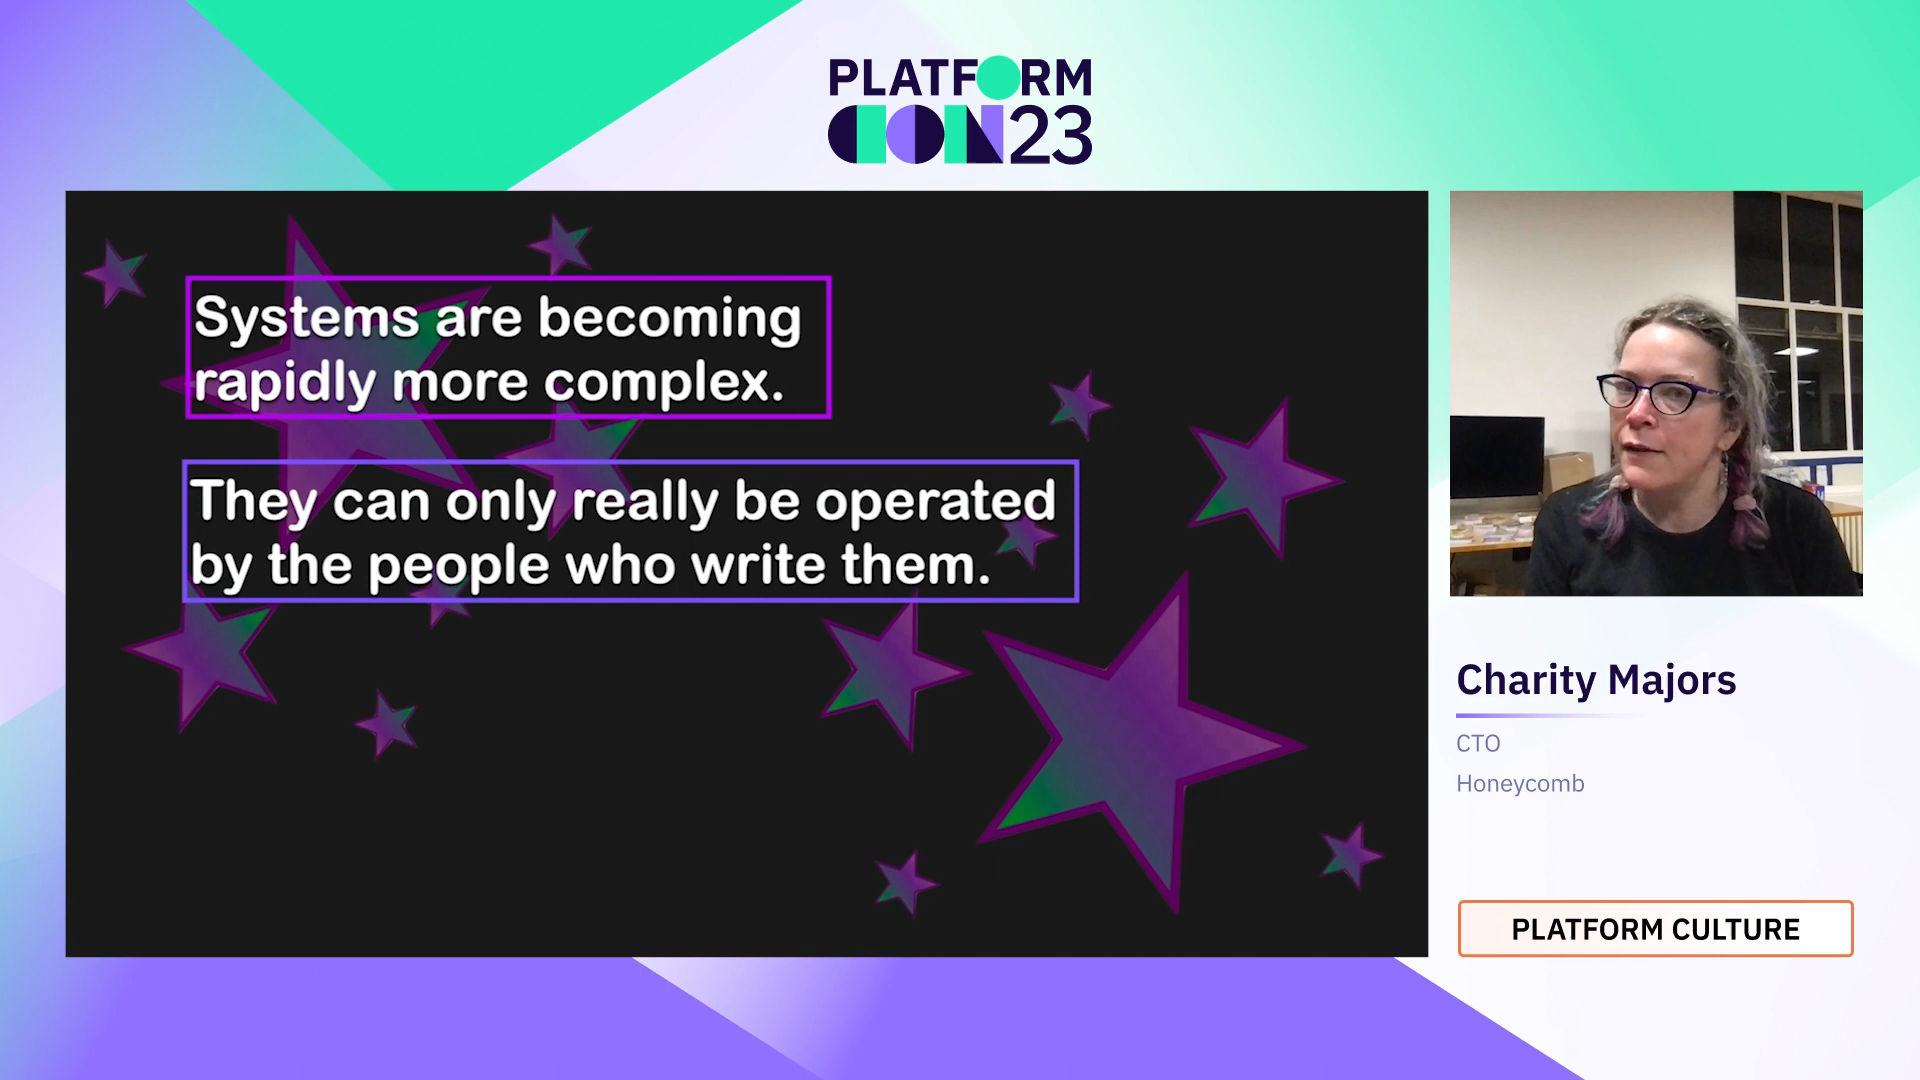 PLATFORM
CON23
Systems are becoming
rapidly more complex.
They can only really be operated
by the people who write them.
Charity Majors
CTO
Honeycomb
PLATFORM CULTURE